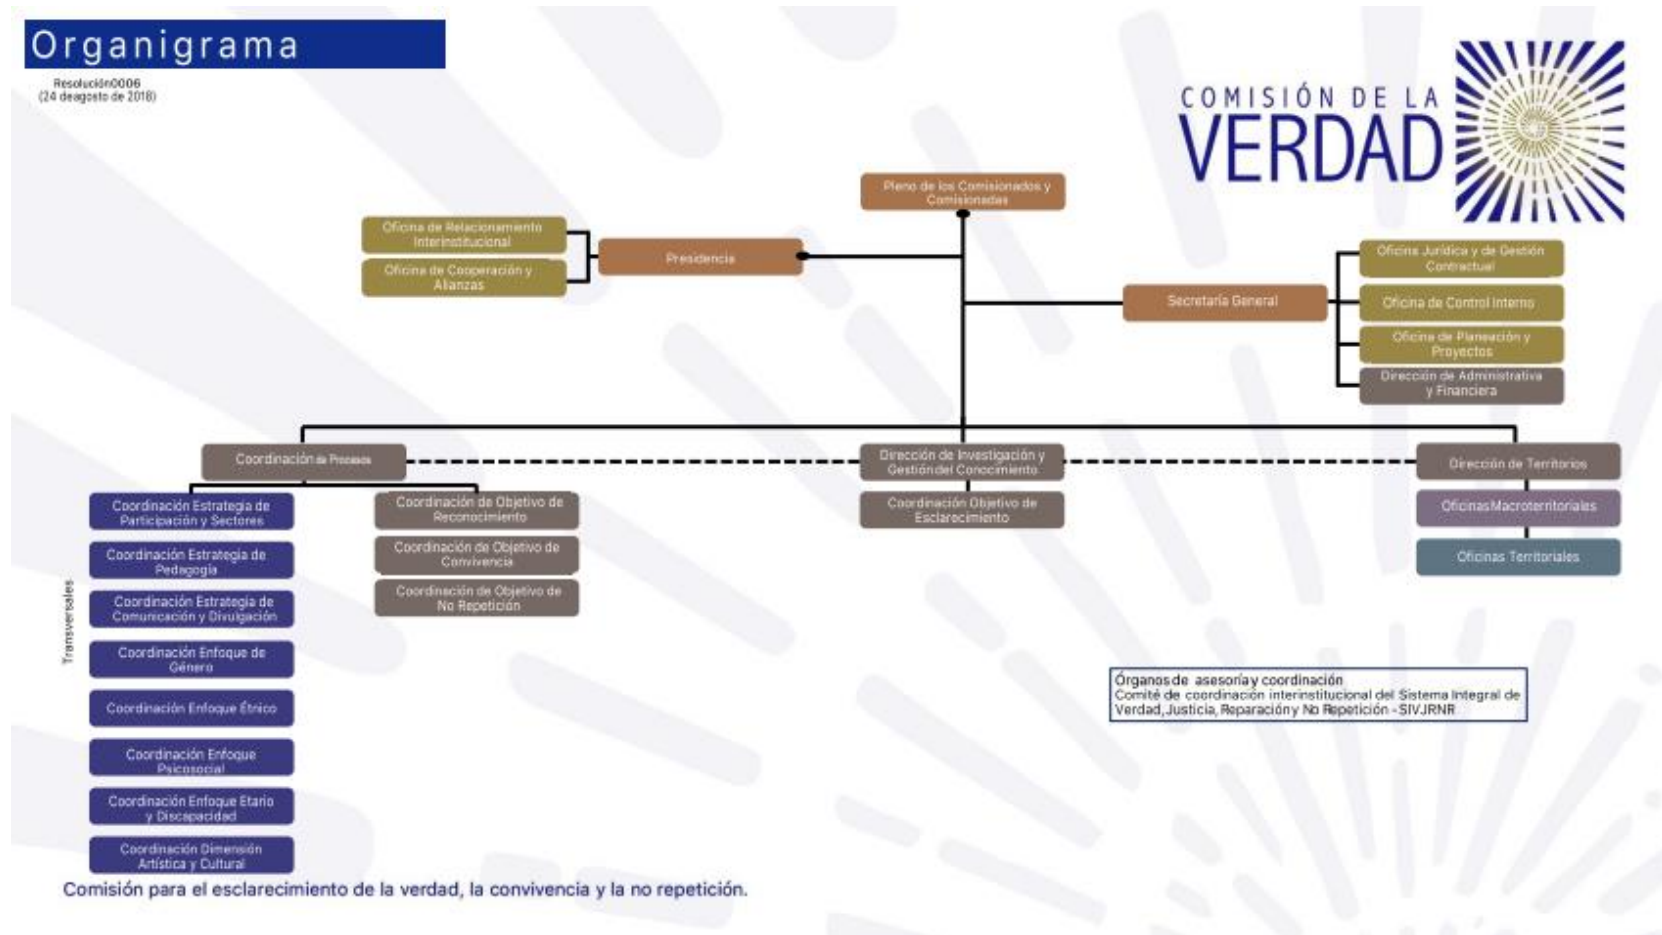 Organigrama
Resolución0006
(24 deagosto de 2018)
COMISIÓN DE LA
VERDAD
Pleno de los Comisionados y
Comisionadas
Oficina de Relacionamiento
Interinstitucional
Oficina de Cooperación y
Alianzas
Presidencia
Secretaría General
Oficina Jurídica y de Gestión
Contractual
Oficina de Control Interno
Oficina de Planeación y
Proyectos
Dirección de Administrativa
y Financiera
Coordinación de Procesos
Dirección de Investigación y
Gestión del Conocimiento
Dirección de Territorios
Coordinación Estrategia de
Participación y Sectores
Coordinación Estrategia de
Pedagogía
Coordinación Estrategia de
Comunicación y Divulgación
Coordinación Enfoque de
Género
Coordinación Enfoque Étnico
Coordinación Enfoque
Psicosocial
Coordinación Enfoque Etario
y Discapacidad
Coordinación Dimensión
Artística y Cultural
Transversales
Coordinación de Objetivo de
Reconocimiento
Coordinación de Objetivo de
Convivencia
Coordinación de Objetivo de
No Repetición
Coordinación Objetivo de
Esclarecimiento
Oficinas Macroterritoriales
Oficinas Territoriales
Órganos de asesoría y coordinación
Comité de coordinación interinstitucional del Sistema Integral de
Verdad, Justicia, Reparación y No Repetición - SIVJRNR
Comisión para el esclarecimiento de la verdad, la convivencia y la no repetición.